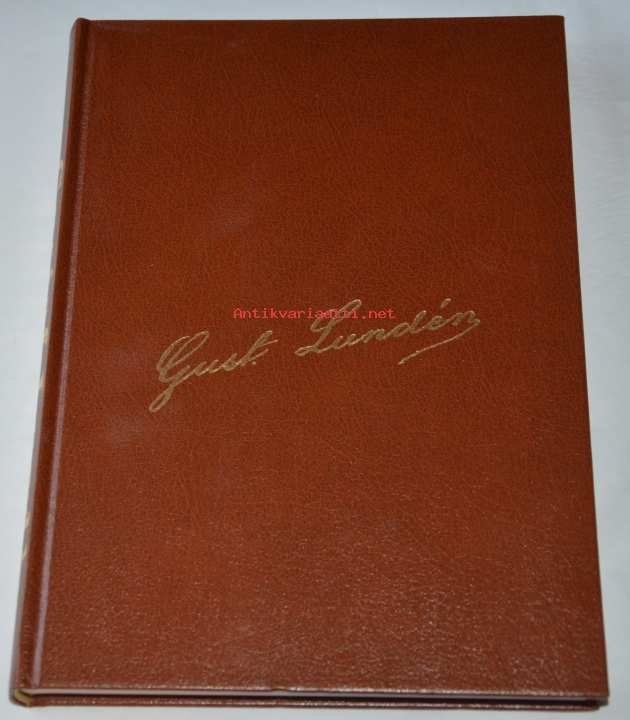 Antikvariaatti.net
Gust. Lundén